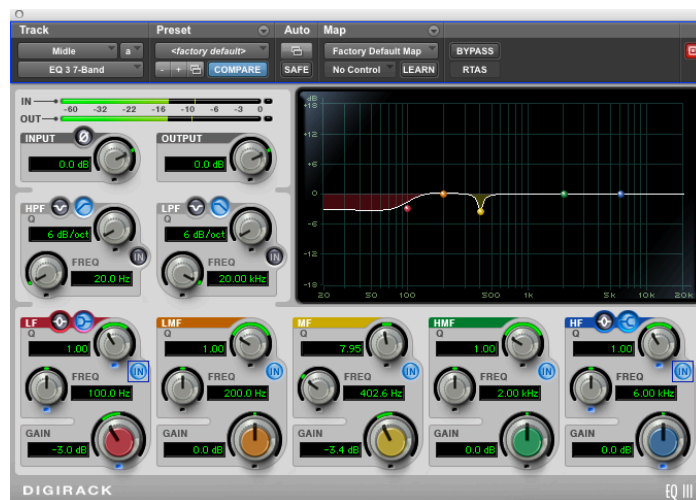 Track Preset Auto Map
Midle a <factory default> Factory Default Map BYPASS
EQ 3 7-Band - + COMPARE SAFE No Control LEARN RTAS
IN
-60 -32 -22 -16 -10 -6 -3 0
OUT
INPUT Ø OUTPUT
0.0 dB 0.0 dB
HPF LPF
Q Q
6 dB/oct 6 dB/oct
IN IN
FREQ FREQ
20.0 Hz 20.00 kHz
dB
+18
+12
+6
0
-6
-12
-18
20 50 100 500 1k 5k 10k 20k
LF LMF MF HMF HF
Q Q Q Q Q
1.00 1.00 7.95 1.00 1.00
IN IN IN IN IN
FREQ FREQ FREQ FREQ FREQ
100.0 Hz 200.0 Hz 402.6 Hz 2.00 kHz 6.00 kHz
GAIN GAIN GAIN GAIN GAIN
-3.0 dB 0.0 dB -3.4 dB 0.0 dB 0.0 dB
DIGIRACK EQ III